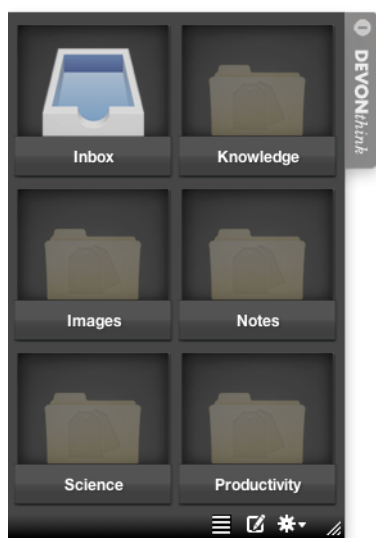 DEVONthink
Inbox
Knowledge
Images
Notes
Science
Productivity